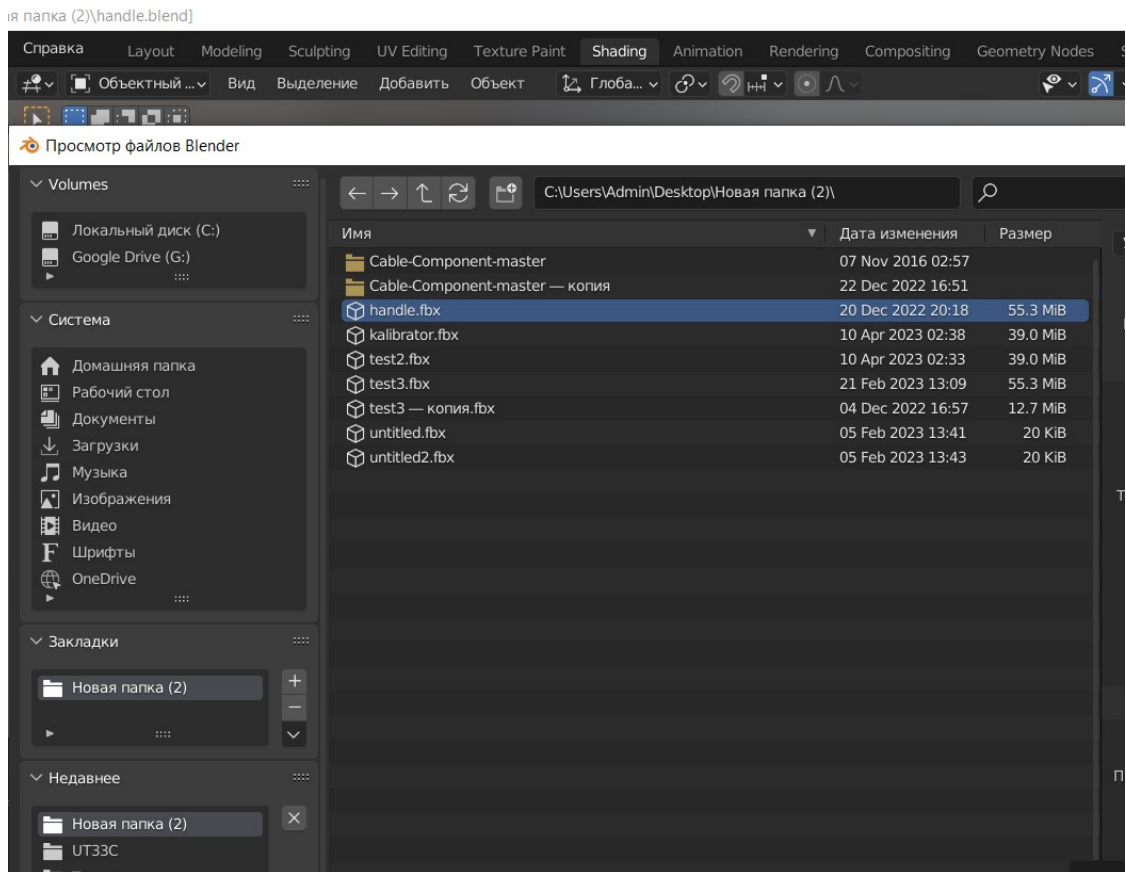 я папка (2)\handle.blend]
Справка Layout Modeling Sculpting UV Editing Texture Paint Shading Animation Rendering Compositing Geometry Nodes
Объектный ... Вид Выделение Добавить Объект Глоба...
Просмотр файлов Blender
Volumes
C:\Users\Admin\Desktop\Новая папка (2)\
Локальный диск (C:)
Google Drive (G:)
Имя Дата изменения Размер
Cable-Component-master 07 Nov 2016 02:57
Cable-Component-master — копия 22 Dec 2022 16:51
handle.fbx 20 Dec 2022 20:18 55.3 MiB
kalibrator.fbx 10 Apr 2023 02:38 39.0 MiB
test2.fbx 10 Apr 2023 02:33 39.0 MiB
test3.fbx 21 Feb 2023 13:09 55.3 MiB
test3 — копия.fbx 04 Dec 2022 16:57 12.7 MiB
untitled.fbx 05 Feb 2023 13:41 20 KiB
untitled2.fbx 05 Feb 2023 13:43 20 KiB
Система
Домашняя папка
Рабочий стол
Документы
Загрузки
Музыка
Изображения
Видео
Шрифты
OneDrive
Закладки
Новая папка (2)
Недавнее
Новая папка (2)
UT33C